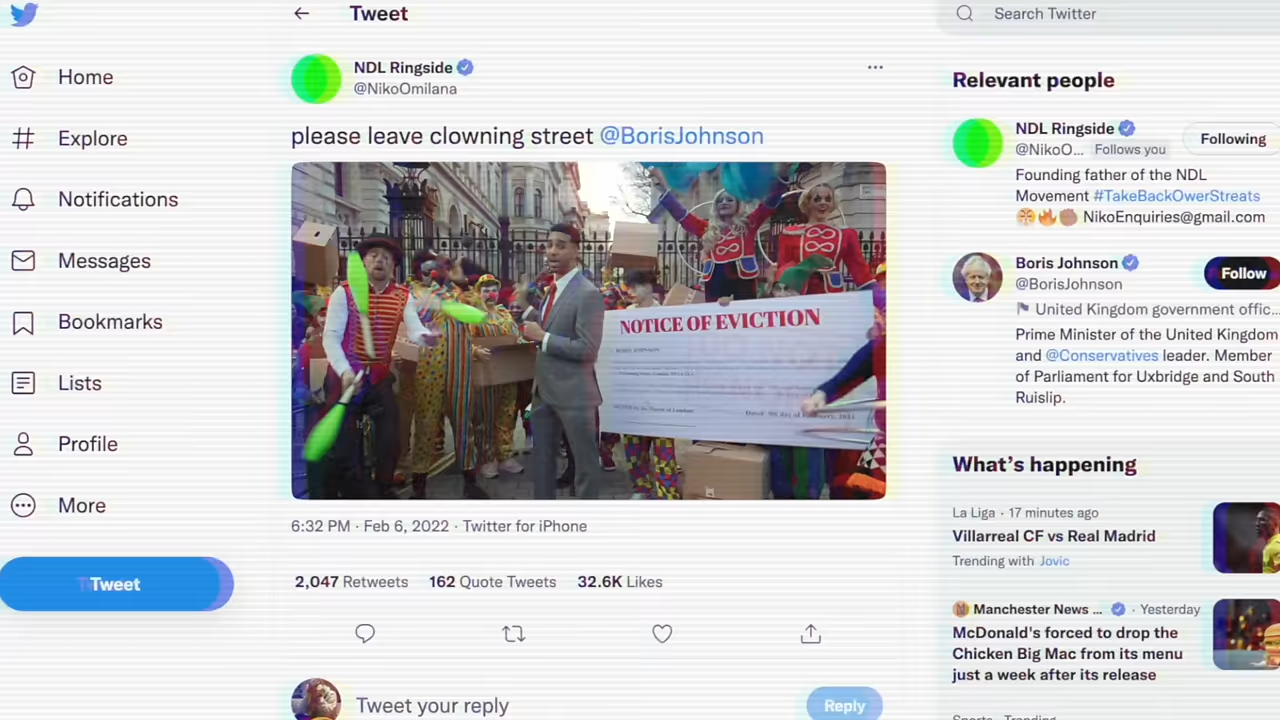 Tweet
Search Twitter
Home
Explore
Notifications
Messages
Bookmarks
Lists
Profile
More
Tweet
NDL Ringside
@NikoOmilana
please leave clowning street @BorisJohnson
NOTICE OF EVICTION
BORIS JOHNSON
6:32 PM · Feb 6, 2022 · Twitter for iPhone
2,047 Retweets 162 Quote Tweets 32.6K Likes
Tweet your reply
Reply
Relevant people
NDL Ringside
Following
@NikoO... Follows you
Founding father of the NDL
Movement #TakeBackOwerStreats
NikoEnquiries@gmail.com
Boris Johnson
Follow
@BorisJohnson
United Kingdom government offic...
Prime Minister of the United Kingdom
and @Conservatives leader. Member
of Parliament for Uxbridge and South
Ruislip.
What's happening
La Liga · 17 minutes ago
Villarreal CF vs Real Madrid
Trending with Jovic
Manchester News ... · Yesterday
McDonald's forced to drop the
Chicken Big Mac from its menu
just a week after its release
Sports · Trending